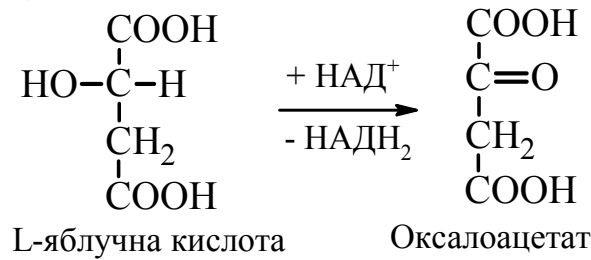 COOH
HO–C–H
CH₂
COOH
+ НАД⁺
- НАДН₂
COOH
C=O
CH₂
COOH
L-яблучна кислота
Оксалоацетат